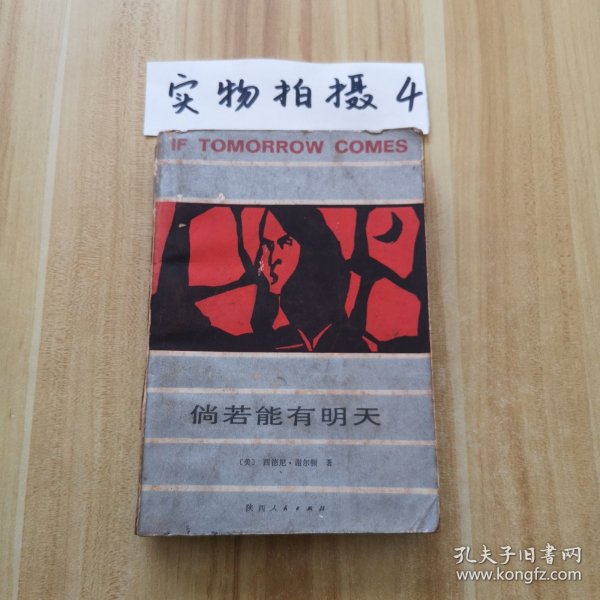 实物拍摄4
IF TOMORROW COMES
倘若能有明天
〔美〕 西德尼·谢尔顿 著
陕西人民出版社
孔夫子旧书网
www.kongfz.com